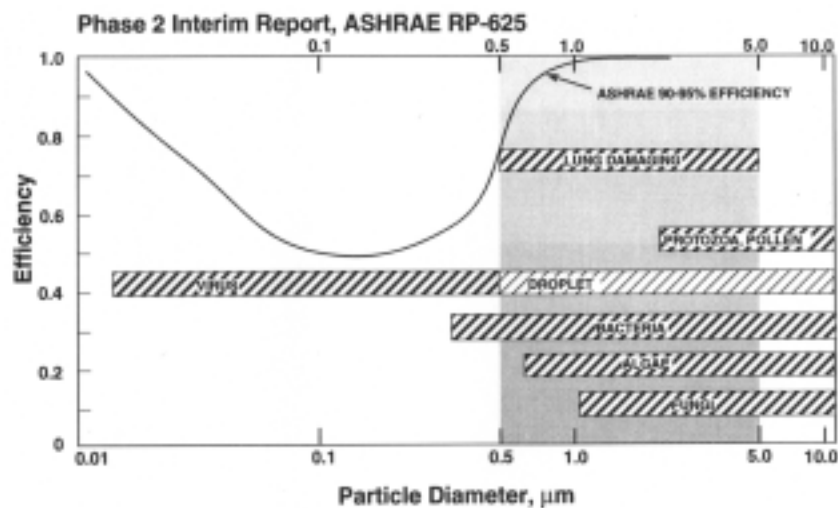 Phase 2 Interim Report, ASHRAE RP-625
0.1 0.5 1.0 5.0 10.0
1.0
ASHRAE 90-95% EFFICIENCY
0.8
LUNG DAMAGING
0.6
PROTOZOA, POLLEN
Efficiency
0.4
VIRUS DROPLET
BACTERIA
0.2
ALGAE
FUNGI
0
0.01 0.1 0.5 1.0 5.0 10.0
Particle Diameter, µm